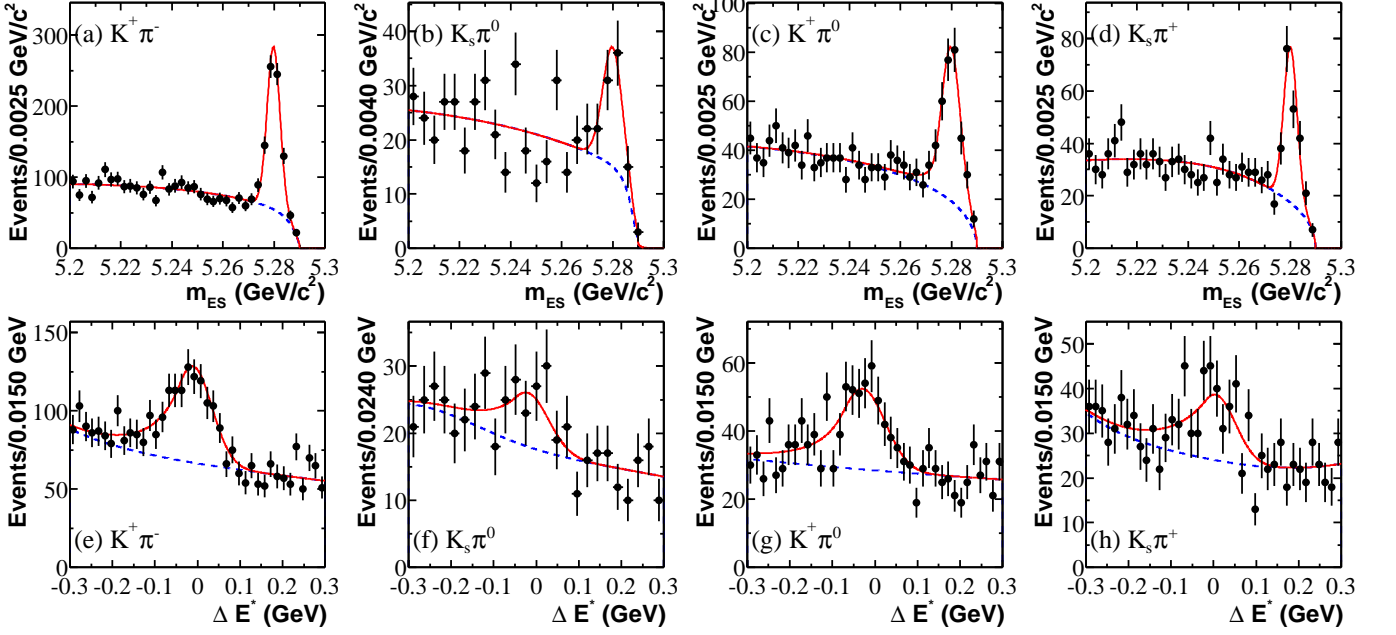 (a) K⁺π⁻
Events/0.0025 GeV/c²
300
200
100
0
5.2 5.22 5.24 5.26 5.28 5.3
m_ES (GeV/c²)
(b) K_sπ⁰
Events/0.0040 GeV/c²
40
20
0
5.2 5.22 5.24 5.26 5.28 5.3
m_ES (GeV/c²)
(c) K⁺π⁰
Events/0.0025 GeV/c²
100
80
60
40
20
0
5.2 5.22 5.24 5.26 5.28 5.3
m_ES (GeV/c²)
(d) K_sπ⁺
Events/0.0025 GeV/c²
80
60
40
20
0
5.2 5.22 5.24 5.26 5.28 5.3
m_ES (GeV/c²)
(e) K⁺π⁻
Events/0.0150 GeV
150
100
50
0
-0.3 -0.2 -0.1 0 0.1 0.2 0.3
Δ E* (GeV)
(f) K_sπ⁰
Events/0.0240 GeV
30
20
10
0
-0.3 -0.2 -0.1 0 0.1 0.2 0.3
Δ E* (GeV)
(g) K⁺π⁰
Events/0.0150 GeV
60
40
20
0
-0.3 -0.2 -0.1 0 0.1 0.2 0.3
Δ E* (GeV)
(h) K_sπ⁺
Events/0.0150 GeV
50
40
30
20
10
0
-0.3 -0.2 -0.1 0 0.1 0.2 0.3
Δ E* (GeV)